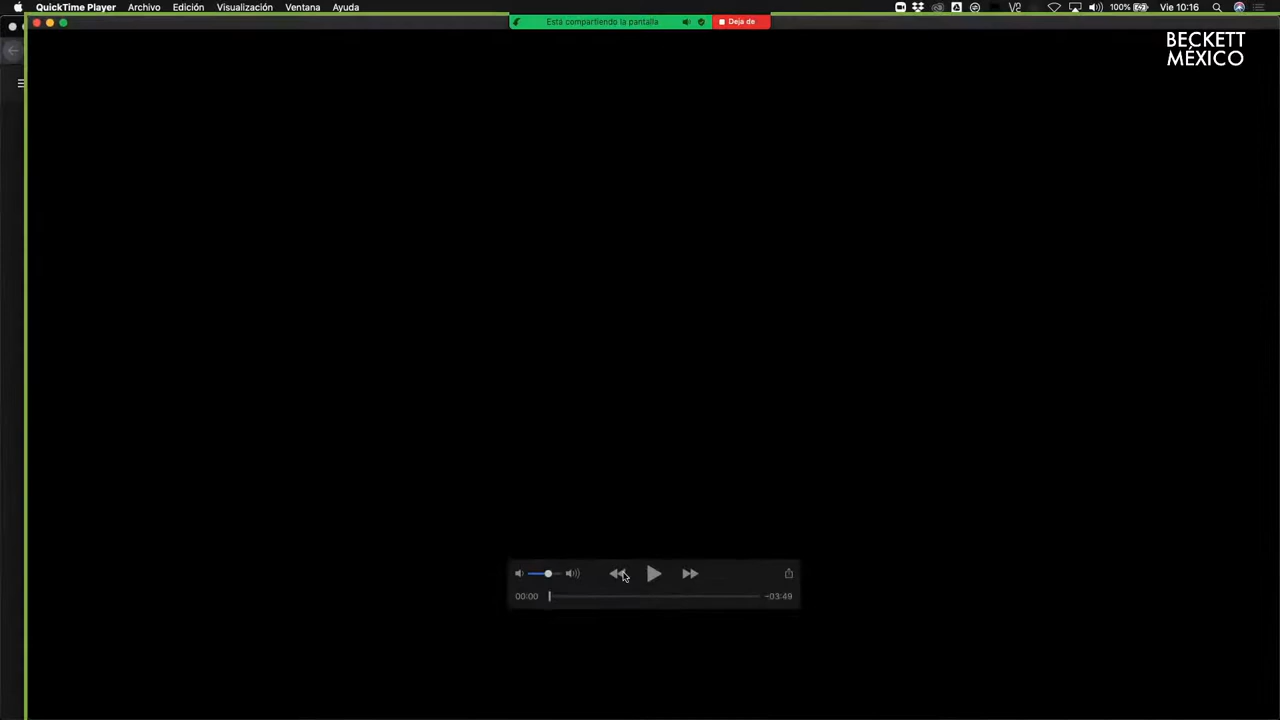 QuickTime Player Archivo Edición Visualización Ventana Ayuda
V2 100% Vie 10:16
Está compartiendo la pantalla Deja de
BECKETT
MÉXICO
00:00 -03:49